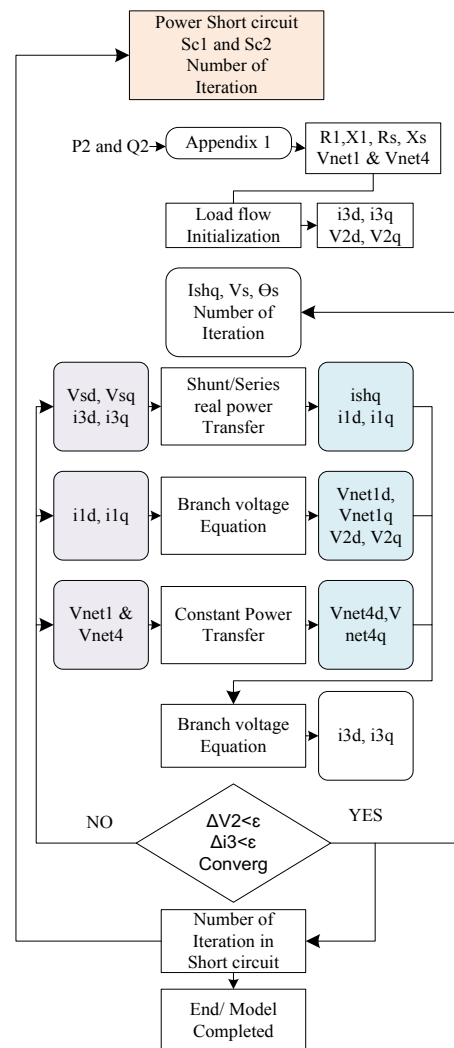 Power Short circuit
Sc1 and Sc2
Number of
Iteration
P2 and Q2
Appendix 1
R1,X1, Rs, Xs
Vnet1 & Vnet4
Load flow
Initialization
i3d, i3q
V2d, V2q
Ishq, Vs, Ɵs
Number of
Iteration
Vsd, Vsq
i3d, i3q
Shunt/Series
real power
Transfer
ishq
i1d, i1q
i1d, i1q
Branch voltage
Equation
Vnet1d,
Vnet1q
V2d, V2q
Vnet1 &
Vnet4
Constant Power
Transfer
Vnet4d,V
net4q
Branch voltage
Equation
i3d, i3q
NO
ΔV2<ε
Δi3<ε
Converg
YES
Number of
Iteration in
Short circuit
End/ Model
Completed